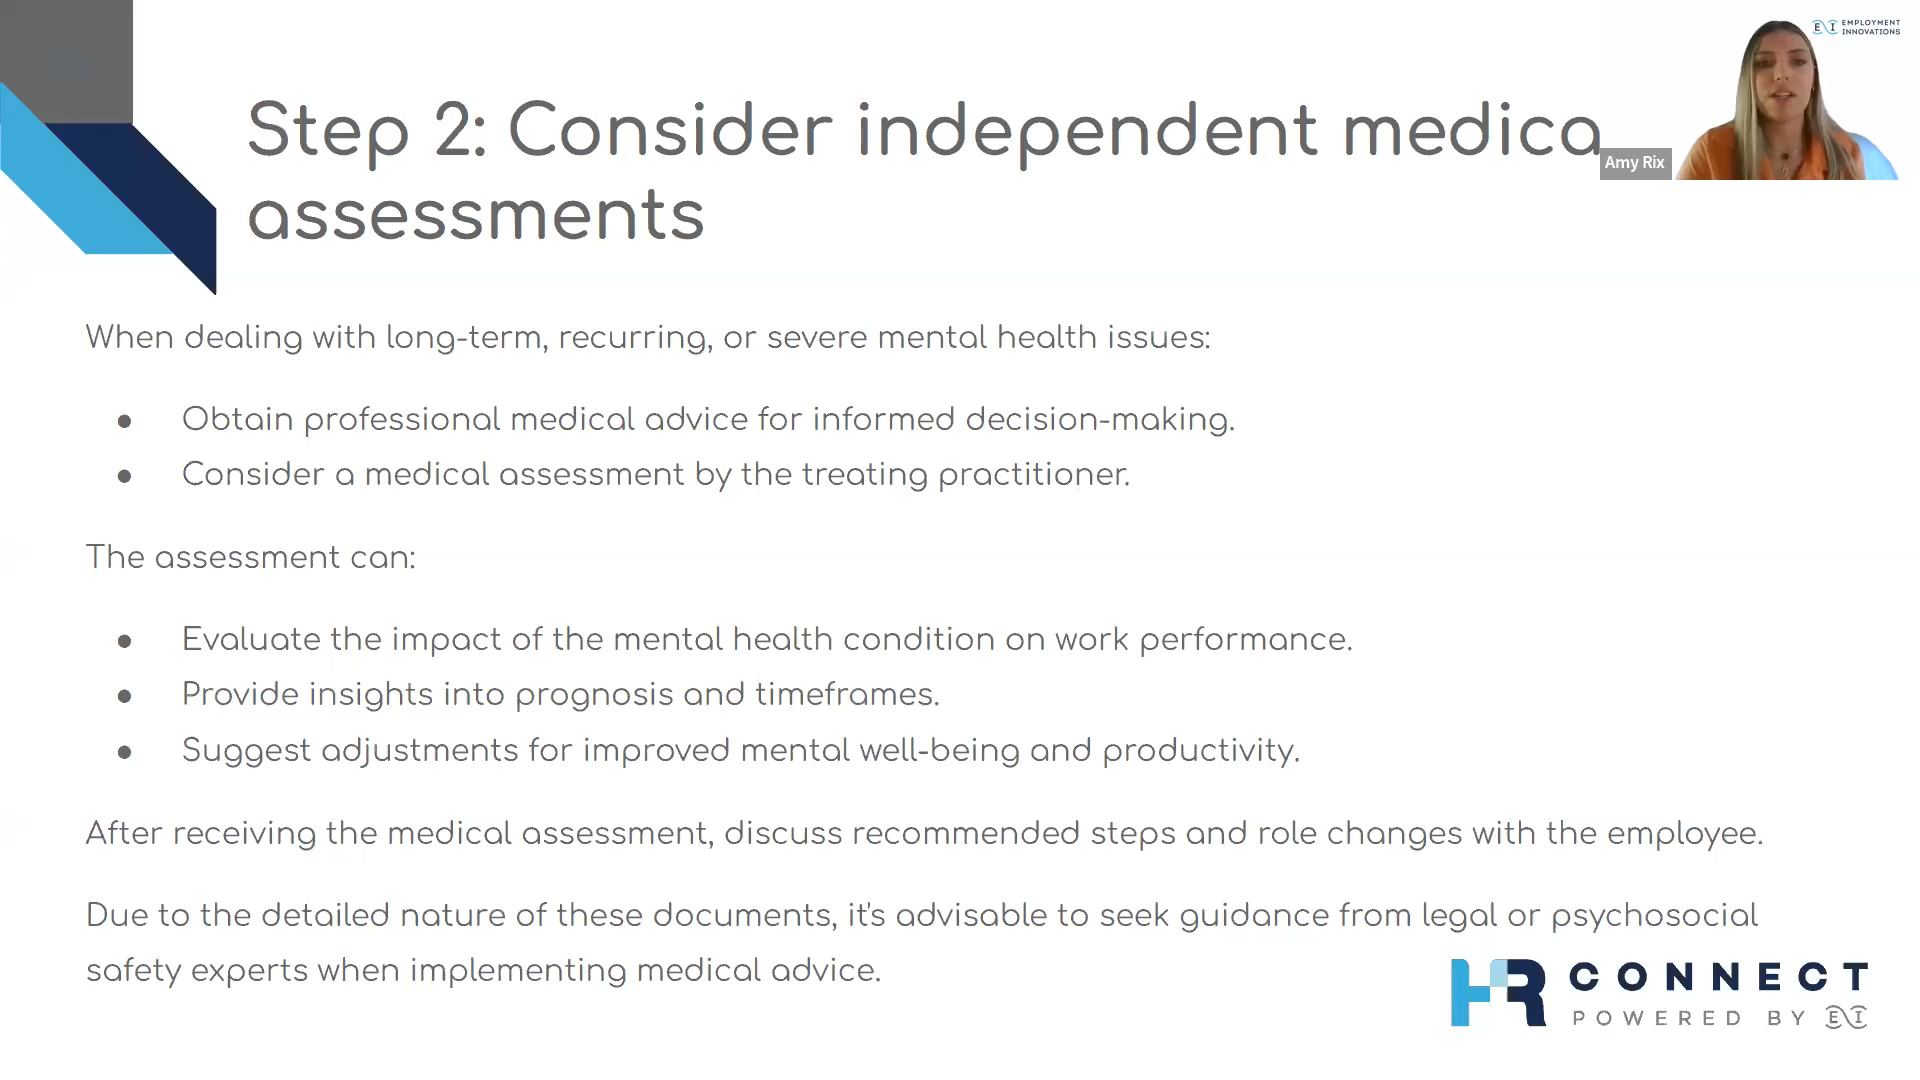 EMPLOYMENT
INNOVATIONS
EI
Step 2: Consider independent medica
assessments
Amy Rix
When dealing with long-term, recurring, or severe mental health issues:
● Obtain professional medical advice for informed decision-making.
● Consider a medical assessment by the treating practitioner.
The assessment can:
● Evaluate the impact of the mental health condition on work performance.
● Provide insights into prognosis and timeframes.
● Suggest adjustments for improved mental well-being and productivity.
After receiving the medical assessment, discuss recommended steps and role changes with the employee.
Due to the detailed nature of these documents, it's advisable to seek guidance from legal or psychosocial
safety experts when implementing medical advice.
HR CONNECT
POWERED BY EI